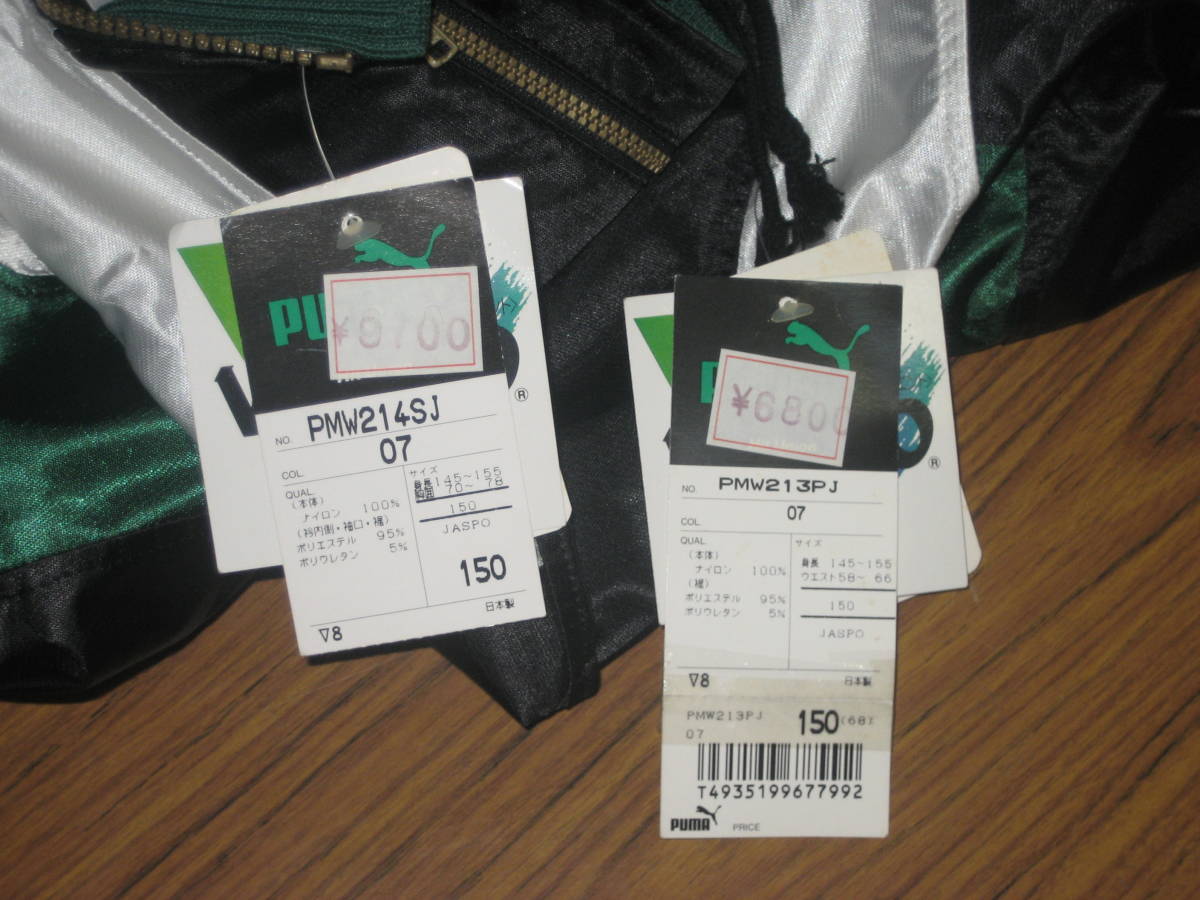 PU
¥9700
NO. PMW214SJ
07
COL.
QUAL.
(本体)
ナイロン 100%
(衿内側・袖口・裾)
ポリエステル 95%
ポリウレタン 5%
サイズ
身長 145~155
胸囲 70~ 78
150
JASPO
150
日本製
▽8
®
¥6800
NO. PMW213PJ
07
COL.
QUAL.
(本体)
ナイロン 100%
(裾)
ポリエステル 95%
ポリウレタン 5%
サイズ
身長 145~155
ウエスト58~ 66
150
JASPO
▽8
日本製
PMW213PJ 150(68)
07
T4935199677992
PUMA PRICE
®